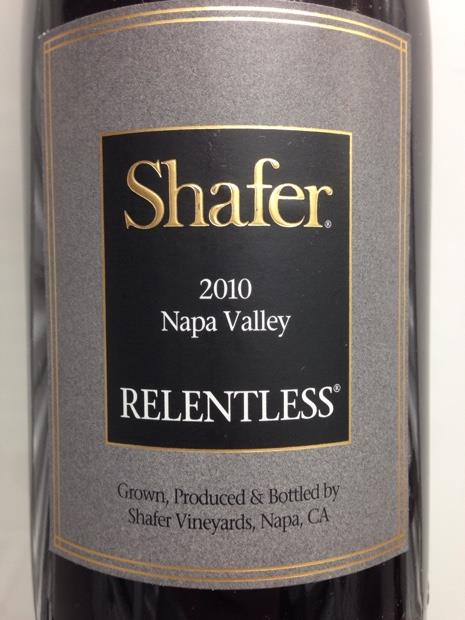 Shafer®
2010
Napa Valley
RELENTLESS®
Grown, Produced & Bottled by
Shafer Vineyards, Napa, CA